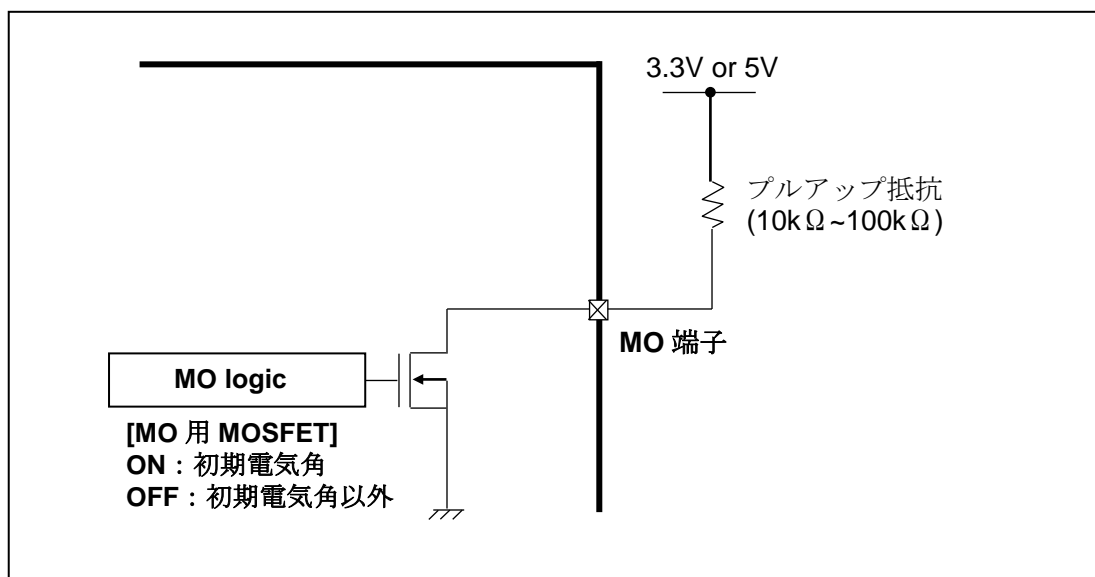 3.3V or 5V
プルアップ抵抗
(10kΩ~100kΩ)
MO 端子
MO logic
[MO 用 MOSFET]
ON：初期電気角
OFF：初期電気角以外